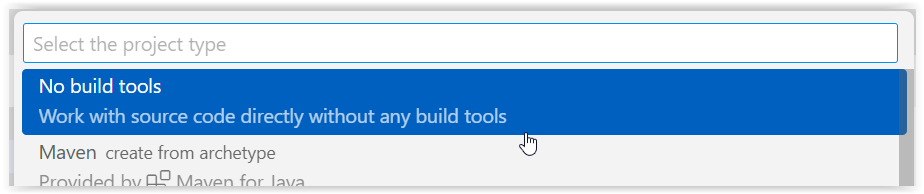 Select the project type
No build tools
Work with source code directly without any build tools
Maven create from archetype
Provided by Maven for Java